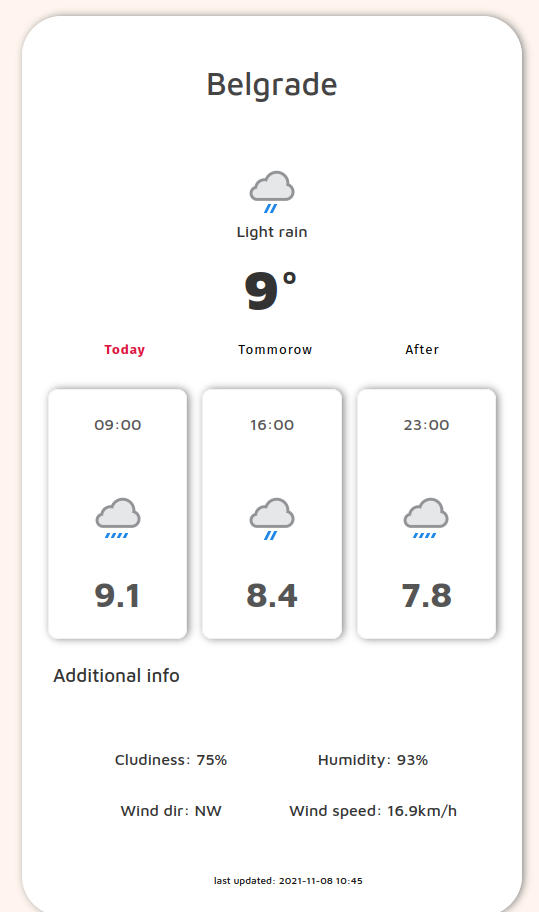 Belgrade
Light rain
9°
Today Tommorow After
09:00 16:00 23:00
9.1 8.4 7.8
Additional info
Cludiness: 75% Humidity: 93%
Wind dir: NW Wind speed: 16.9km/h
last updated: 2021-11-08 10:45